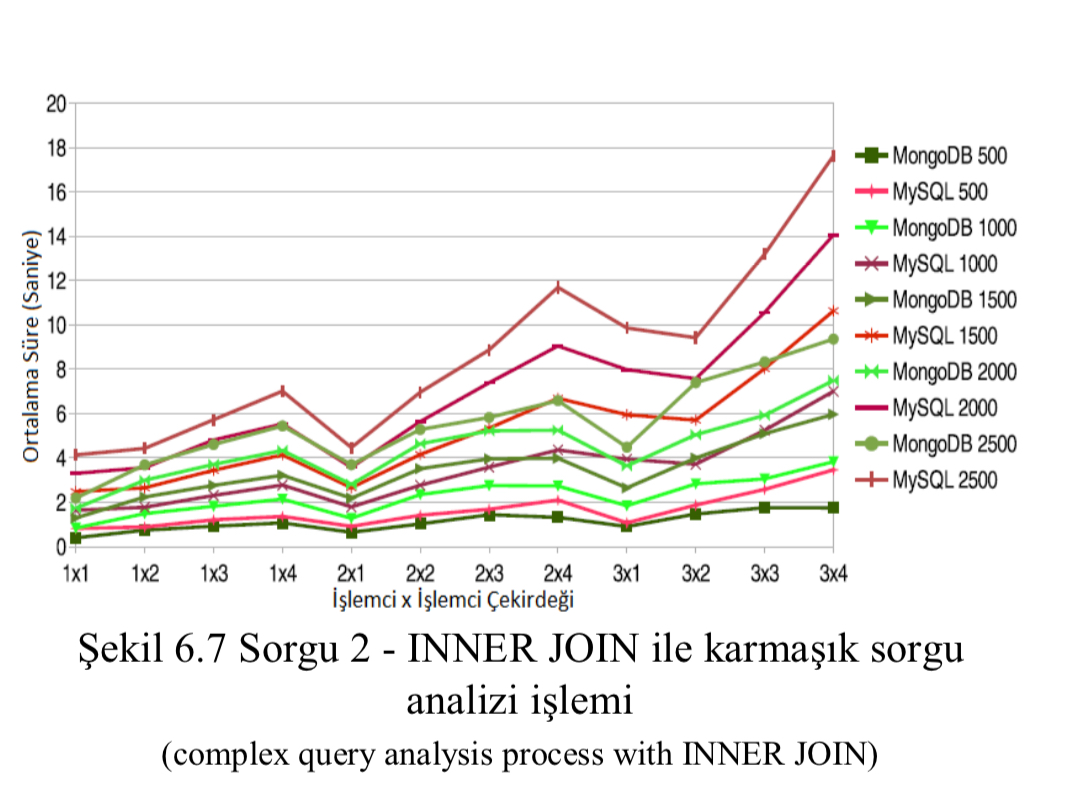 20
18
16
14
12
10
8
6
4
2
0
Ortalama Süre (Saniye)
1x1 1x2 1x3 1x4 2x1 2x2 2x3 2x4 3x1 3x2 3x3 3x4
İşlemci x İşlemci Çekirdeği
MongoDB 500
MySQL 500
MongoDB 1000
MySQL 1000
MongoDB 1500
MySQL 1500
MongoDB 2000
MySQL 2000
MongoDB 2500
MySQL 2500
Şekil 6.7 Sorgu 2 - INNER JOIN ile karmaşık sorgu
analizi işlemi
(complex query analysis process with INNER JOIN)